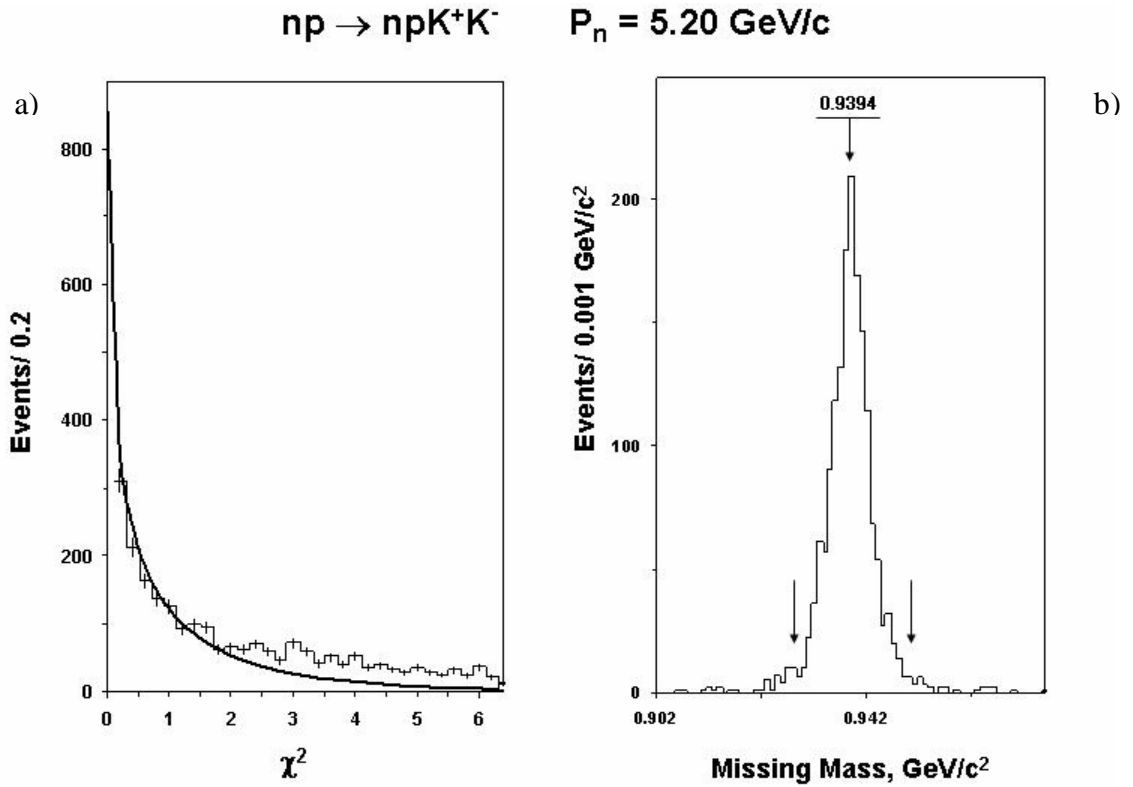 np → npK⁺K⁻ Pₙ = 5.20 GeV/c
a)
b)
800
600
400
200
0
Events/ 0.2
0 1 2 3 4 5 6
χ²
0.9394
200
100
0
Events/ 0.001 GeV/c²
0.902 0.942
Missing Mass, GeV/c²